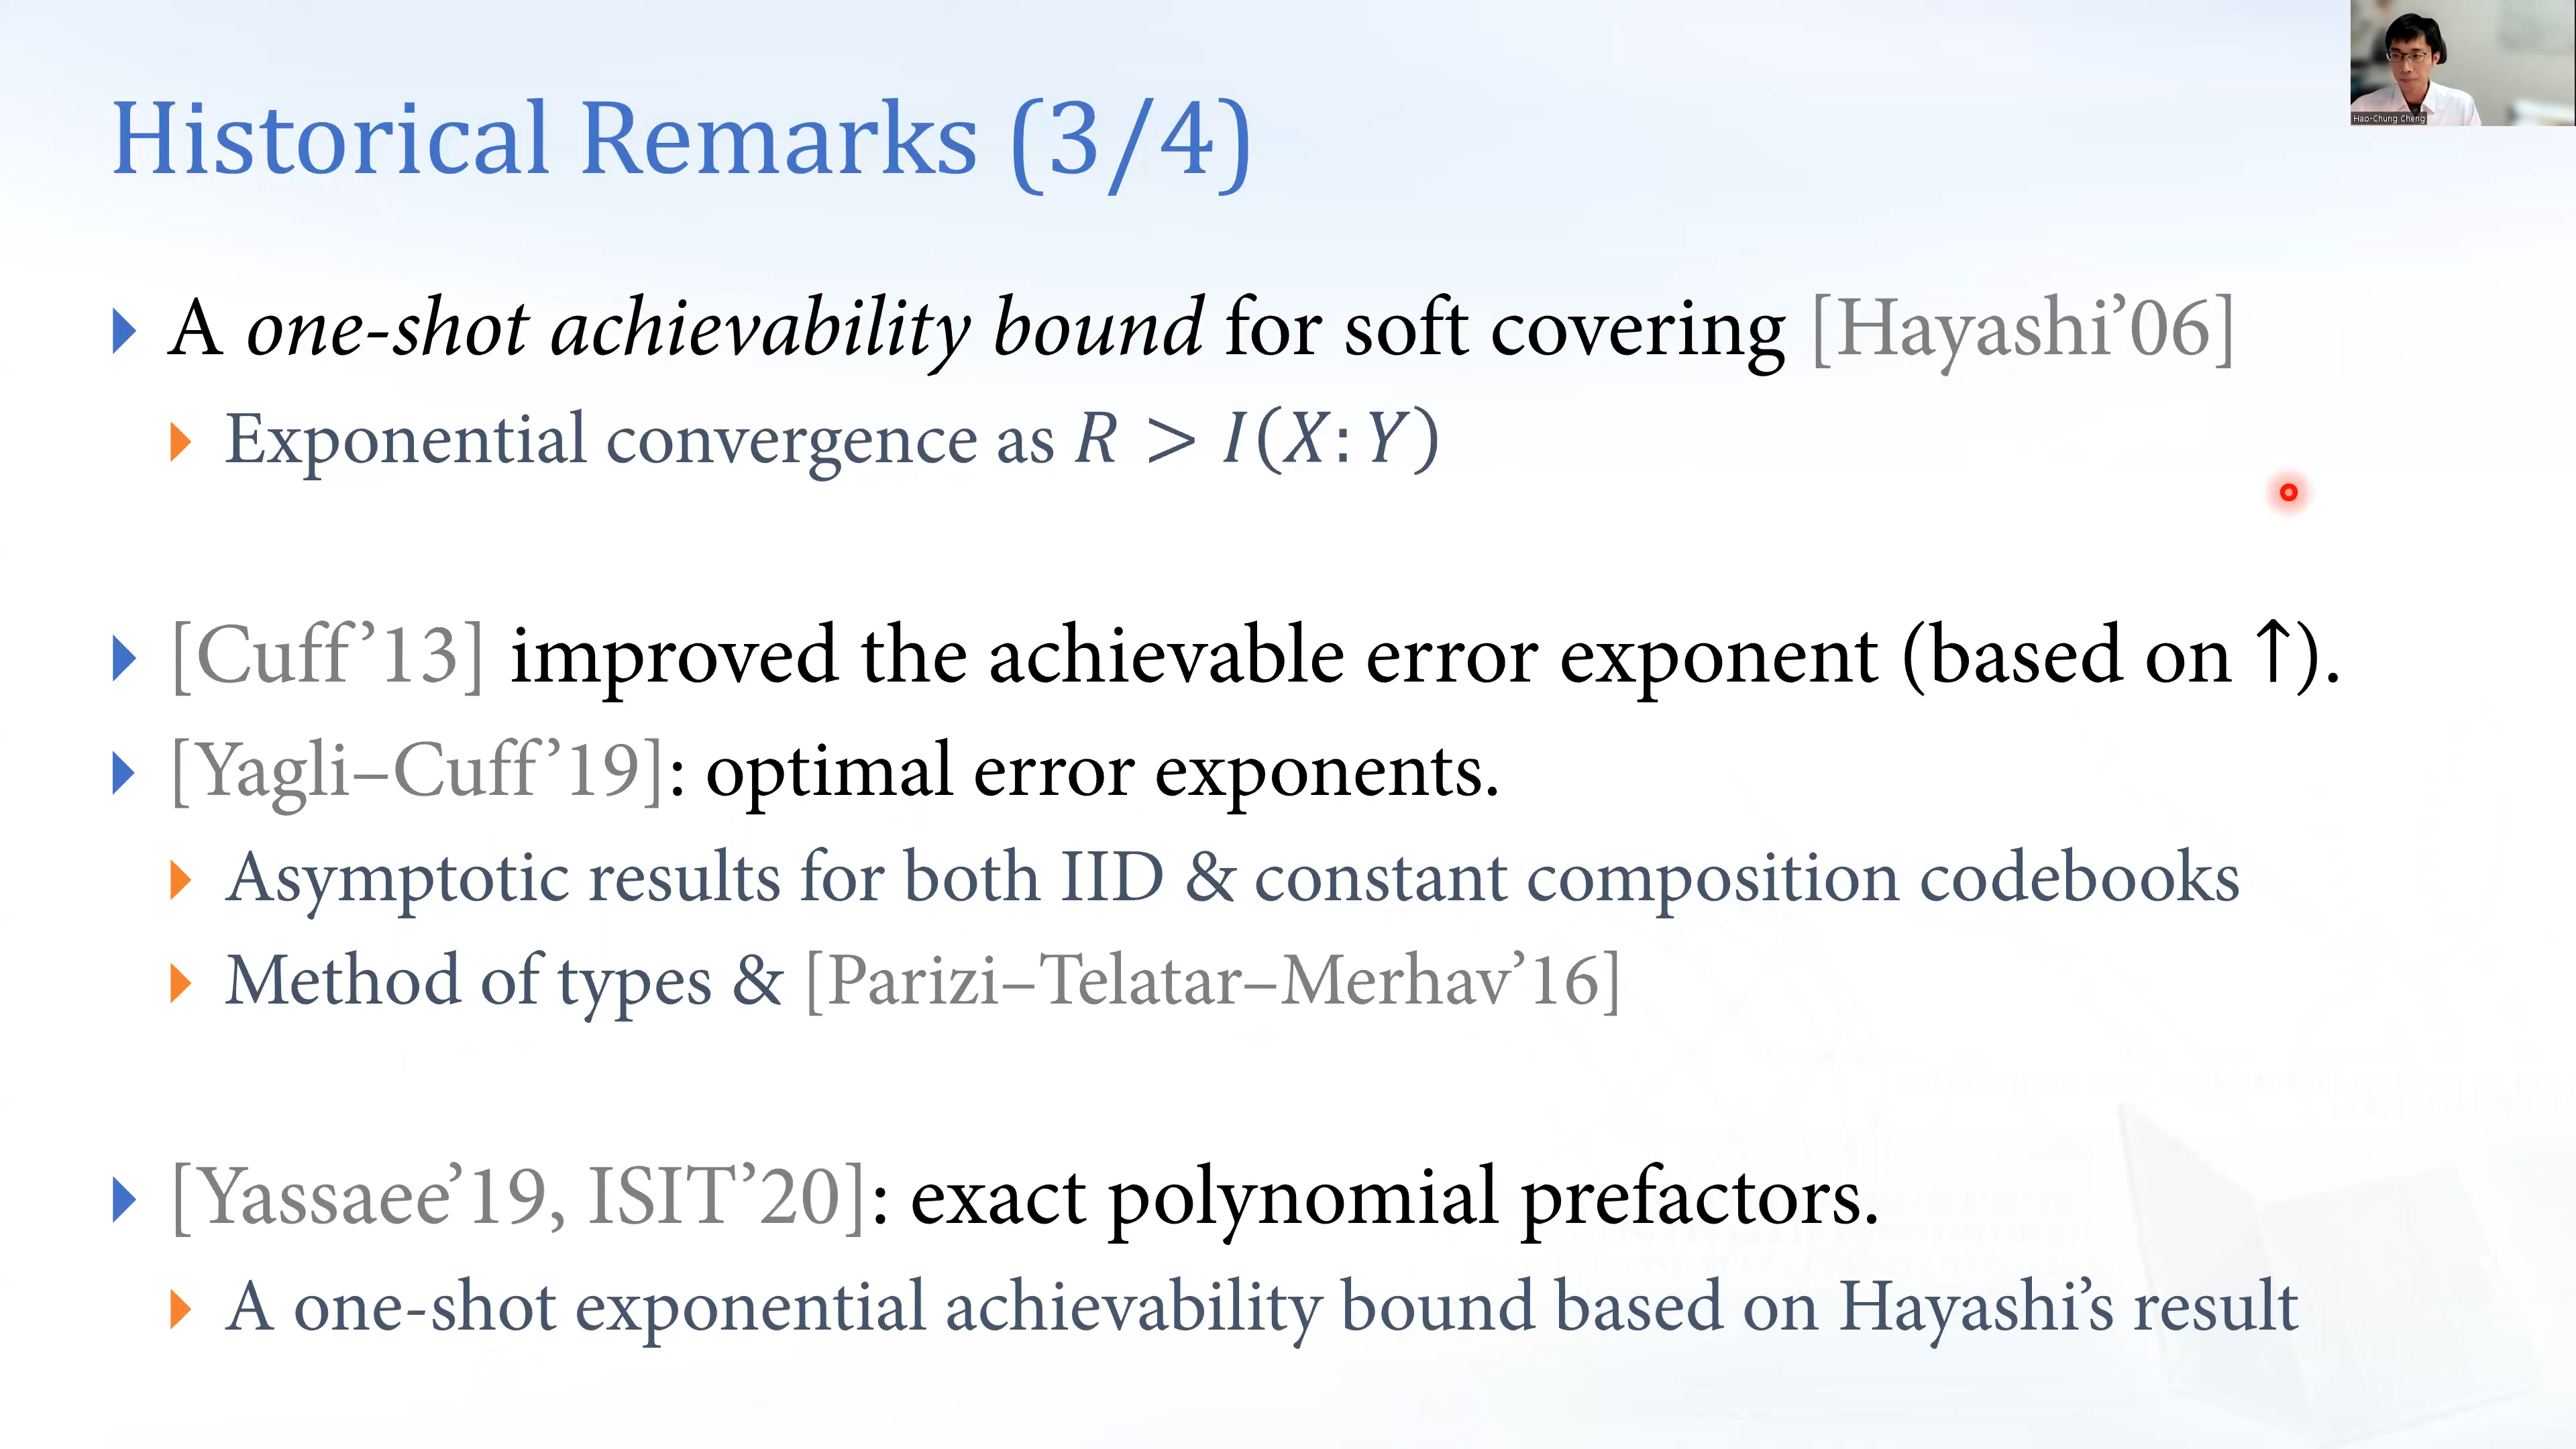 Hao-Chung Cheng
Historical Remarks (3/4)
A one-shot achievability bound for soft covering [Hayashi’06]
Exponential convergence as R > I(X:Y)
[Cuff’13] improved the achievable error exponent (based on ↑).
[Yagli–Cuff’19]: optimal error exponents.
Asymptotic results for both IID & constant composition codebooks
Method of types & [Parizi–Telatar–Merhav’16]
[Yassaee’19, ISIT’20]: exact polynomial prefactors.
A one-shot exponential achievability bound based on Hayashi’s result